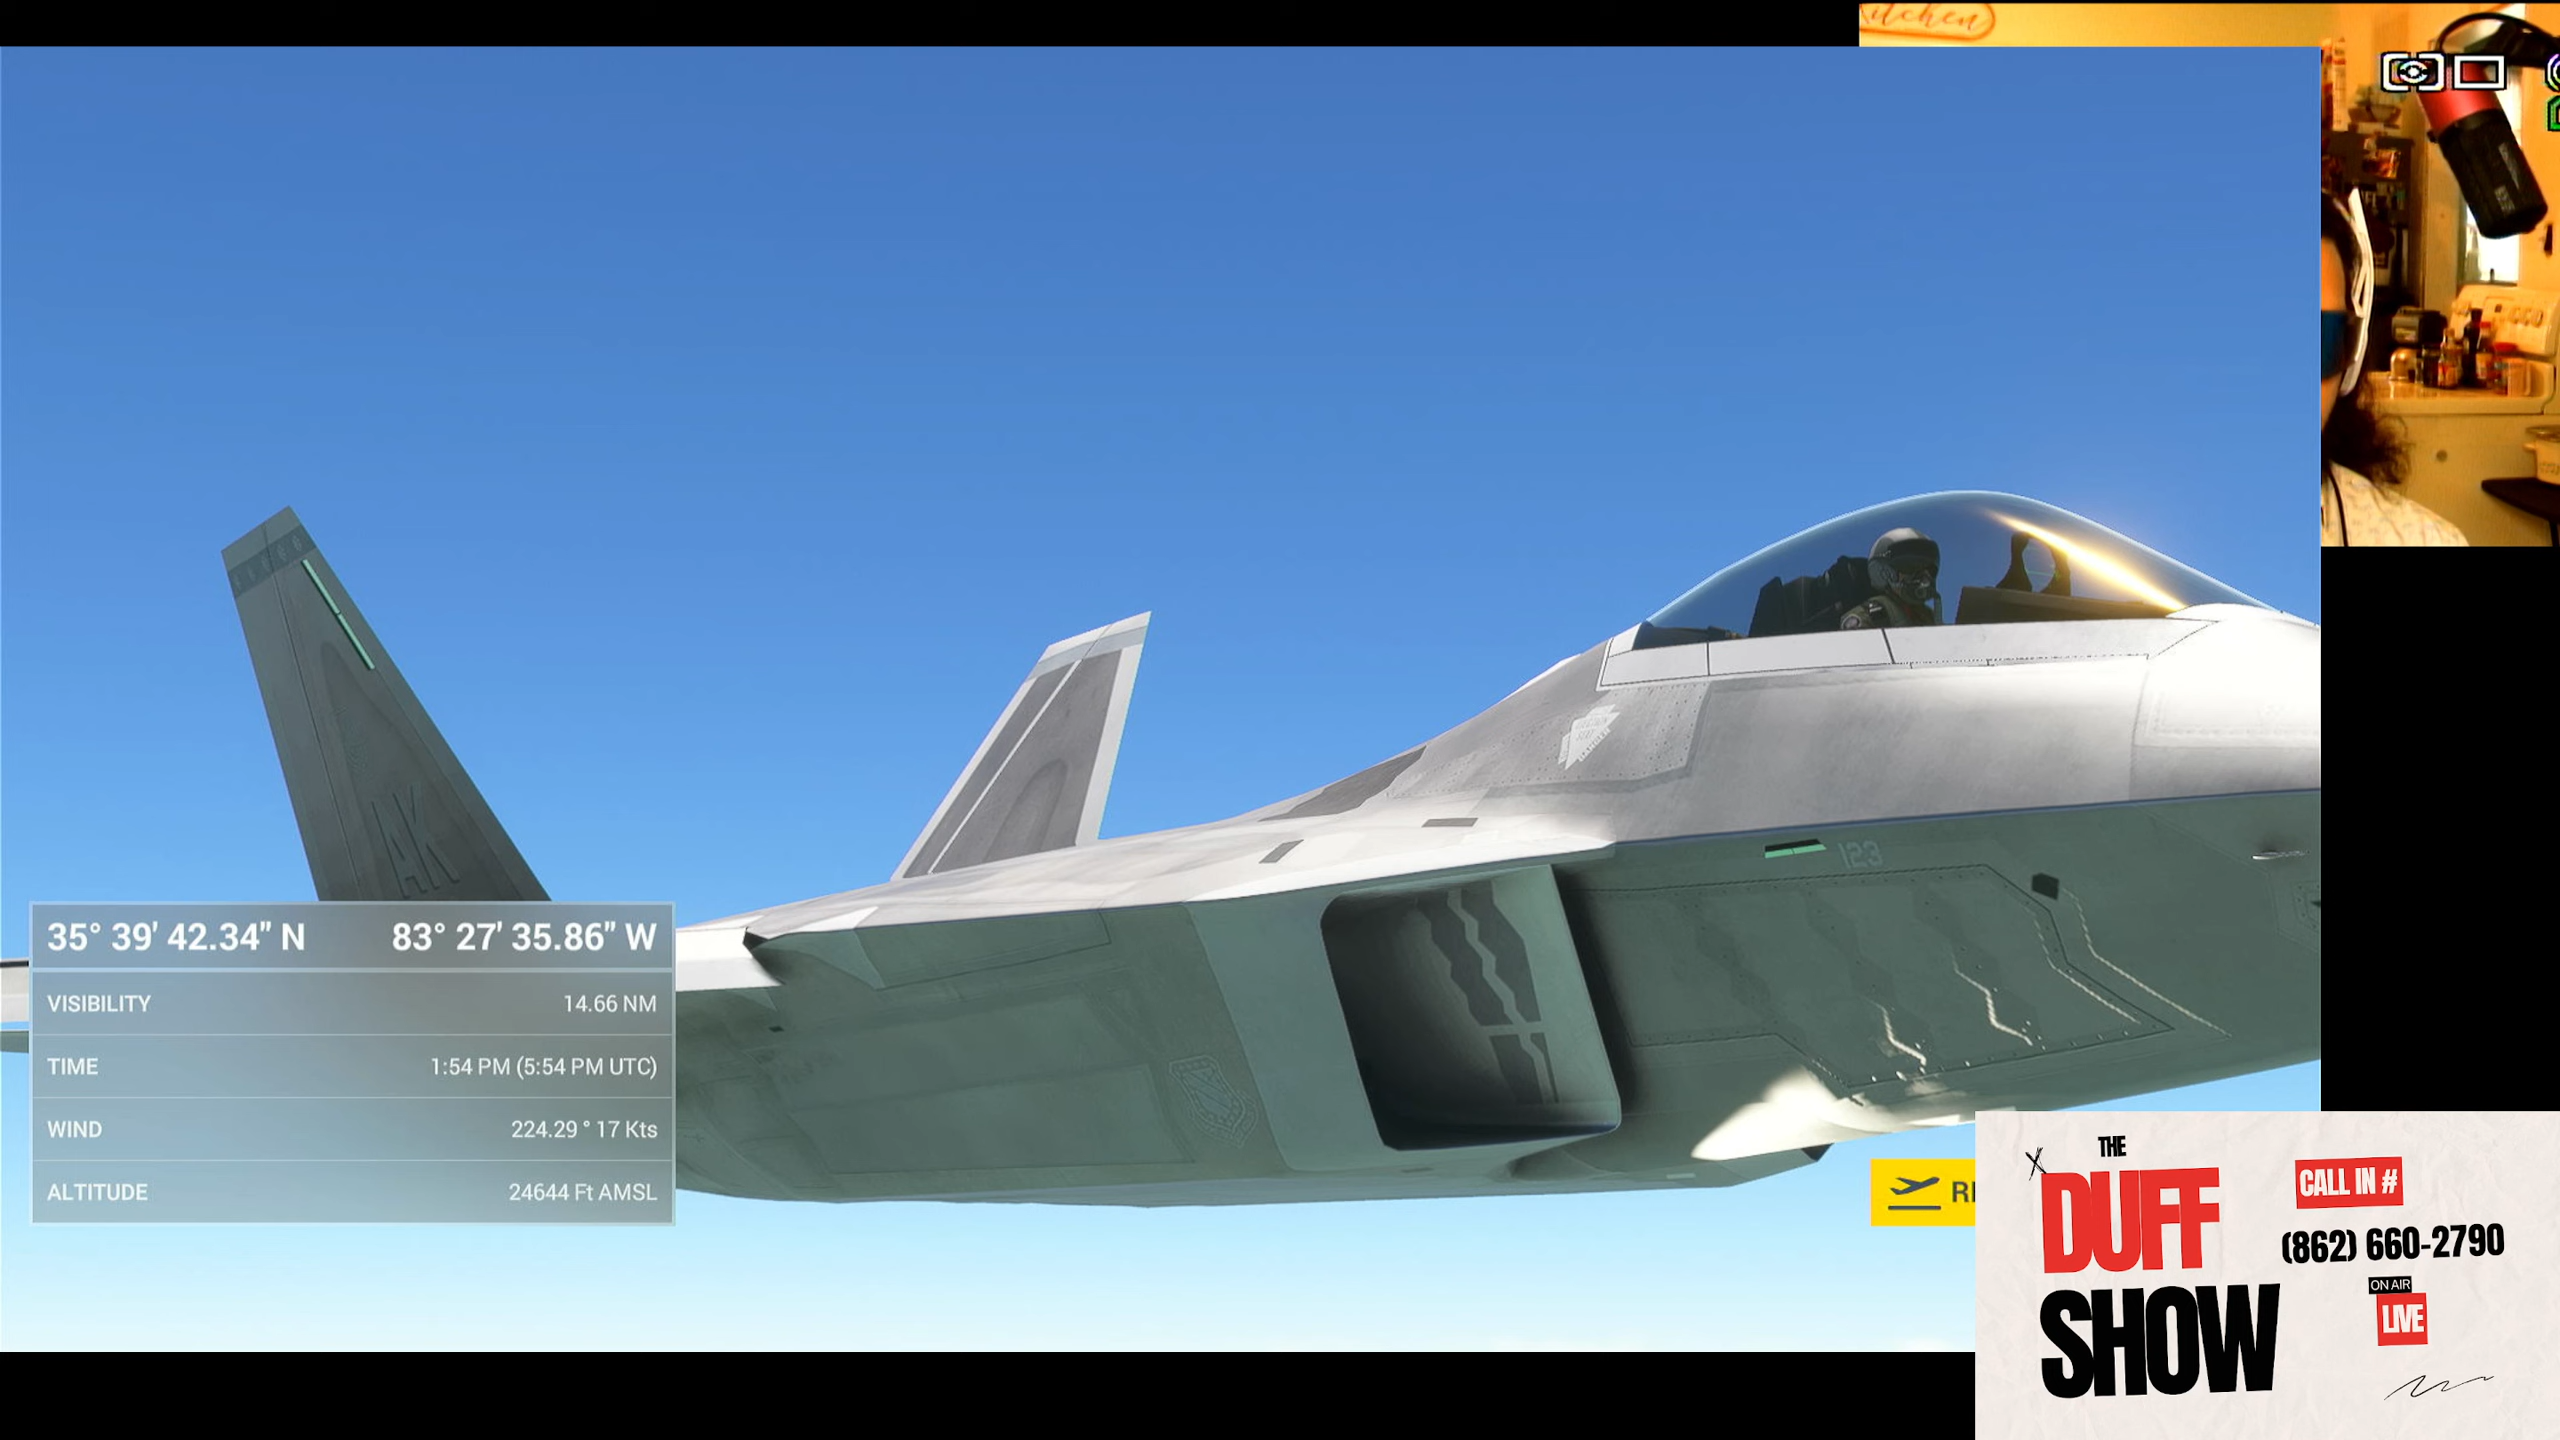 Kitchen
AK
123
35° 39' 42.34" N 83° 27' 35.86" W
VISIBILITY 14.66 NM
TIME 1:54 PM (5:54 PM UTC)
WIND 224.29 ° 17 Kts
ALTITUDE 24644 Ft AMSL
THE
DUFF
SHOW
CALL IN #
(862) 660-2790
ON AIR
LIVE